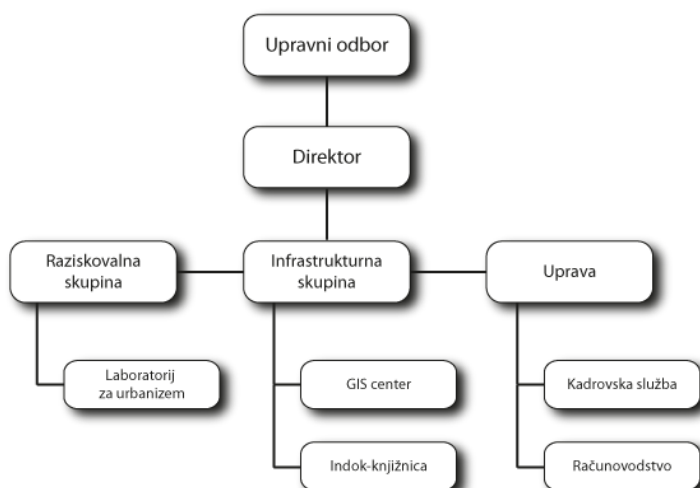 Upravni odbor
Direktor
Raziskovalna
skupina
Infrastrukturna
skupina
Uprava
Laboratorij
za urbanizem
GIS center
Kadrovska služba
Indok-knjižnica
Računovodstvo